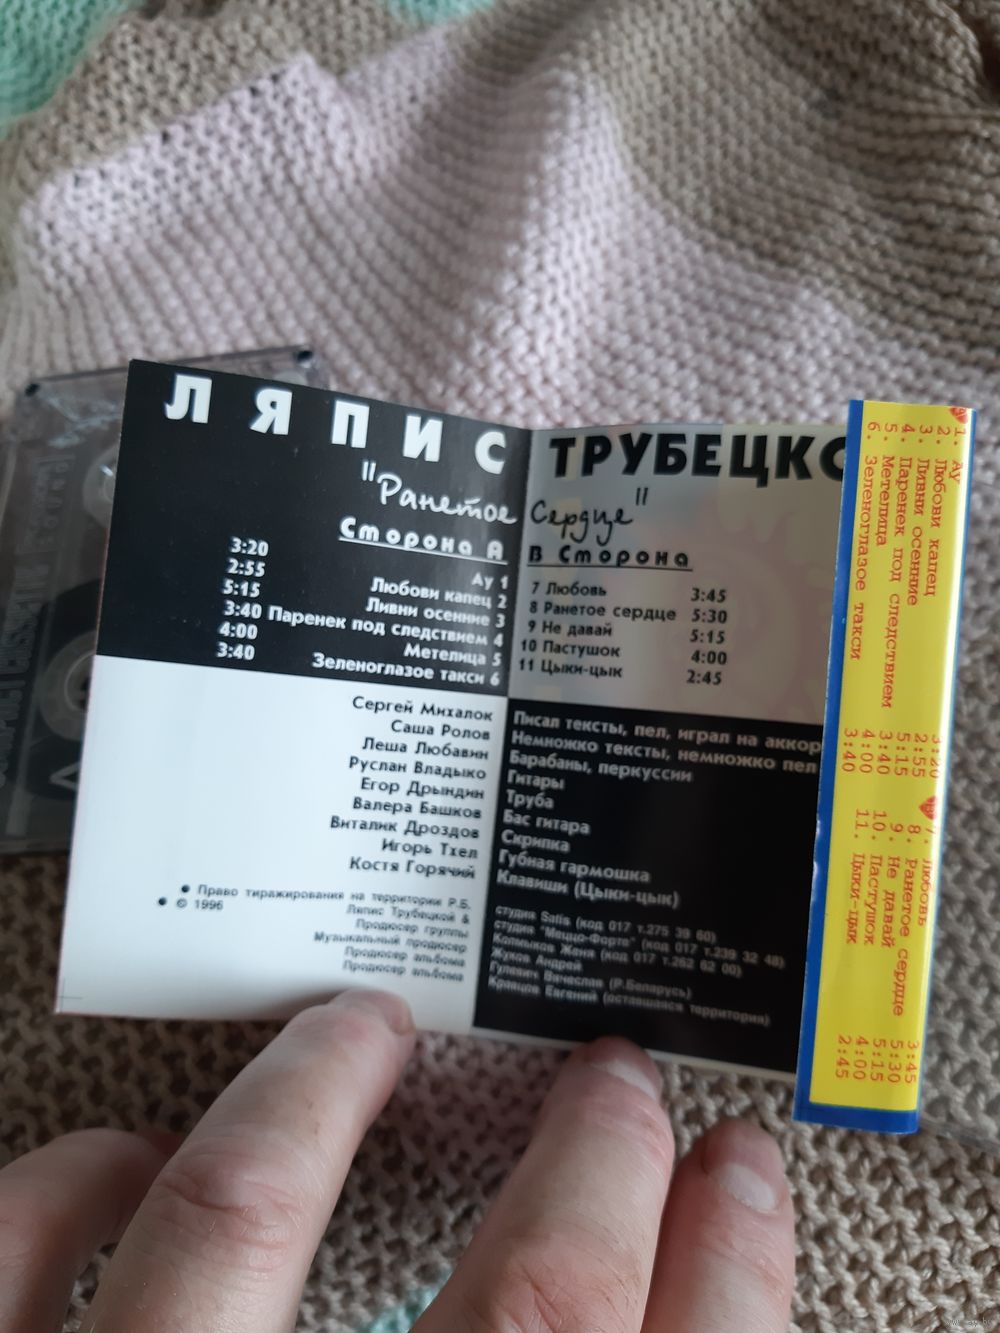 ЛЯПИС ТРУБЕЦКО
"Ранетое Сердце"
Сторона А
3:20 Ау 1
2:55 Любови капец 2
5:15 Ливни осенние 3
3:40 Паренек под следствием 4
4:00 Метелица 5
3:40 Зеленоглазое такси 6
В Сторона
7 Любовь 3:45
8 Ранетое сердце 5:30
9 Не давай 5:15
10 Пастушок 4:00
11 Цыки-цык 2:45
Сергей Михалок Писал тексты, пел, играл на аккор
Саша Ролов Немножко тексты, немножко пел
Леша Любавин Барабаны, перкуссии
Руслан Владыко Гитары
Егор Дрындин Труба
Валера Башков Бас гитара
Виталик Дроздов Скрипка
Игорь Тхел Губная гармошка
Костя Горячий Клавиши (Цыки-цык)
• Право тиражирования на территории Р.Б. студия Satis (код 017 т.275 39 60)
• © 1996 Ляпис Трубецкой & студия "Меццо-Форте" (код 017 т.239 32 48)
Продюсер группы Колмыков Женя (код 017 т.262 62 00)
Музыкальный продюсер Жуков Андрей
Продюсер альбома Гулевич Вячеслав (Р.Беларусь)
Продюсер альбома Кравцов Евгений (оставшаяся территория)
1. Ау 3:20
2. Любови капец 2:55
3. Ливни осенние 5:15
4. Паренек под следствием 3:40
5. Метелица 4:00
6. Зеленоглазое такси 3:40
В
7. Любовь 3:45
8. Ранетое сердце 5:30
9. Не давай 5:15
10. Пастушок 4:00
11. Цыки-цык 2:45